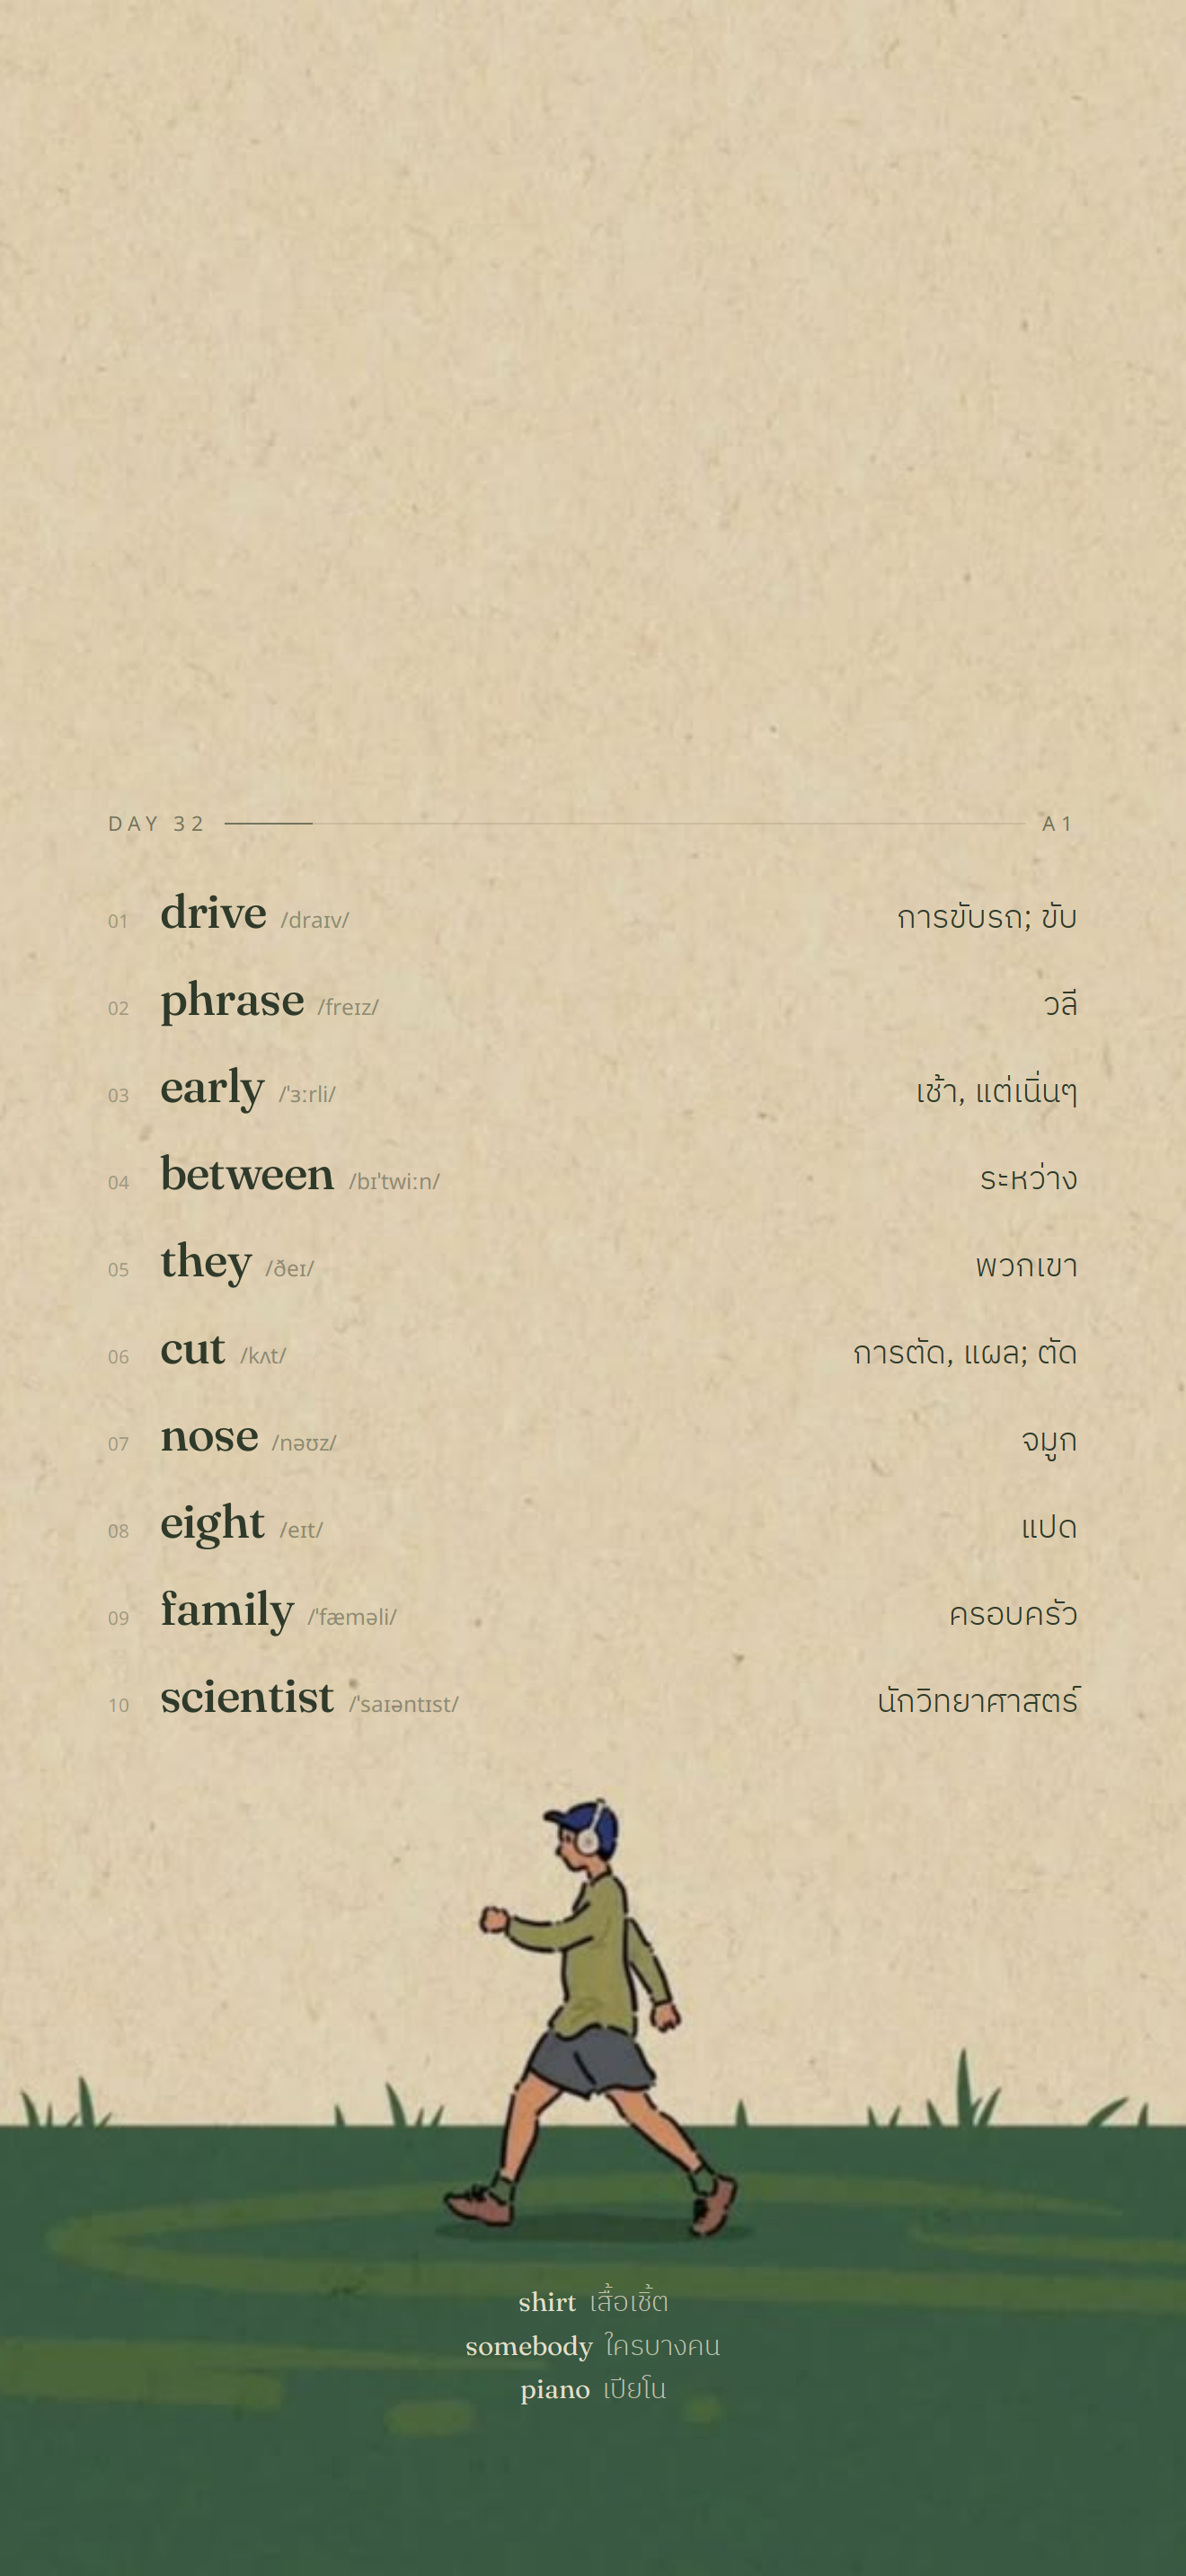 DAY 32 A1
01 drive /draɪv/ การขับรถ; ขับ
02 phrase /freɪz/ วลี
03 early /ˈɜːrli/ เช้า, แต่เนิ่นๆ
04 between /bɪˈtwiːn/ ระหว่าง
05 they /ðeɪ/ พวกเขา
06 cut /kʌt/ การตัด, แผล; ตัด
07 nose /nəʊz/ จมูก
08 eight /eɪt/ แปด
09 family /ˈfæməli/ ครอบครัว
10 scientist /ˈsaɪəntɪst/ นักวิทยาศาสตร์
shirt เสื้อเชิ้ต
somebody ใครบางคน
piano เปียโน